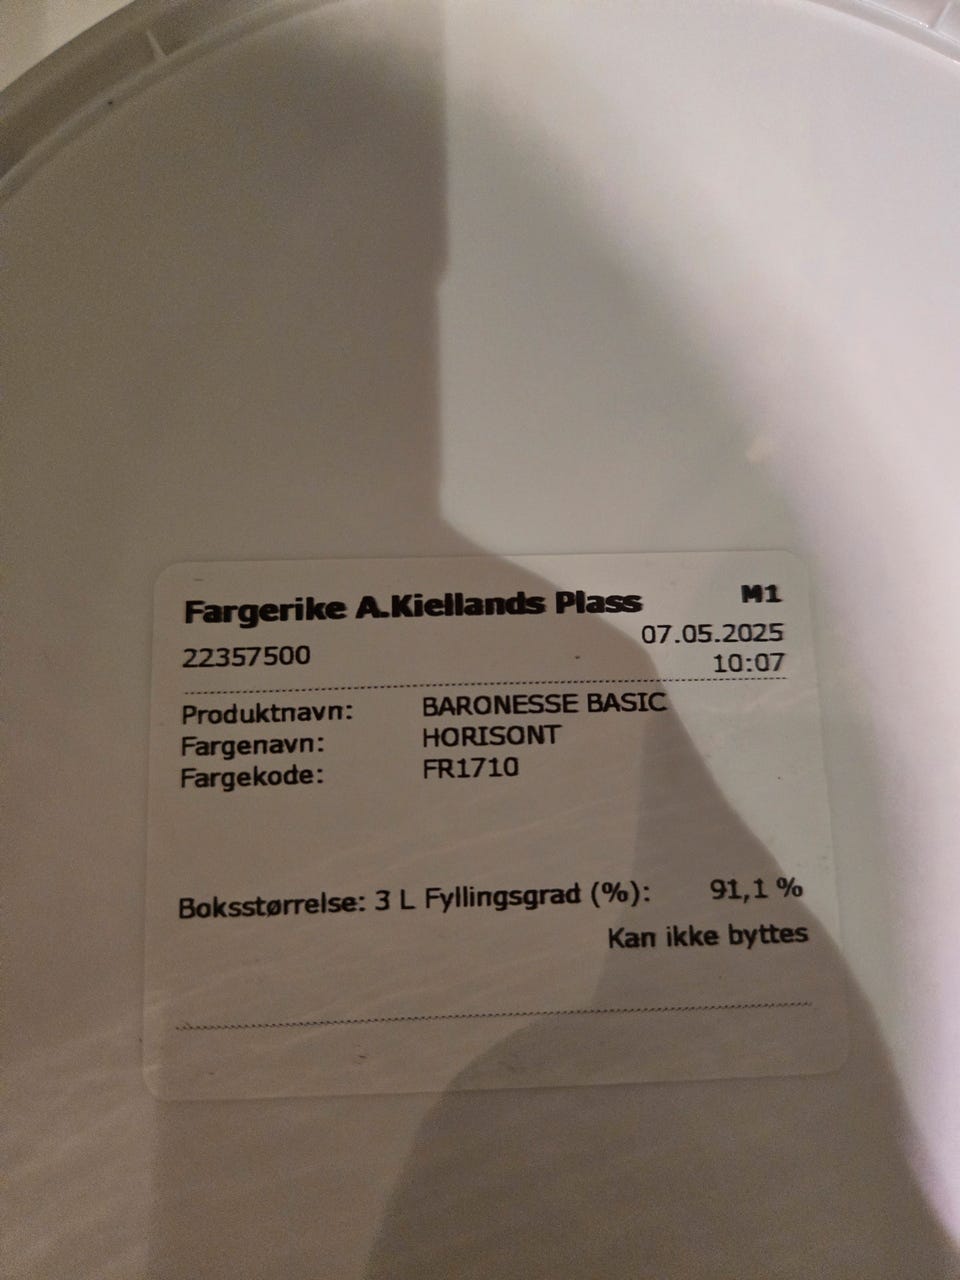 Fargerike A.Kiellands Plass M1
22357500 07.05.2025
10:07
Produktnavn: BARONESSE BASIC
Fargenavn: HORISONT
Fargekode: FR1710
Boksstørrelse: 3 L Fyllingsgrad (%): 91,1 %
Kan ikke byttes